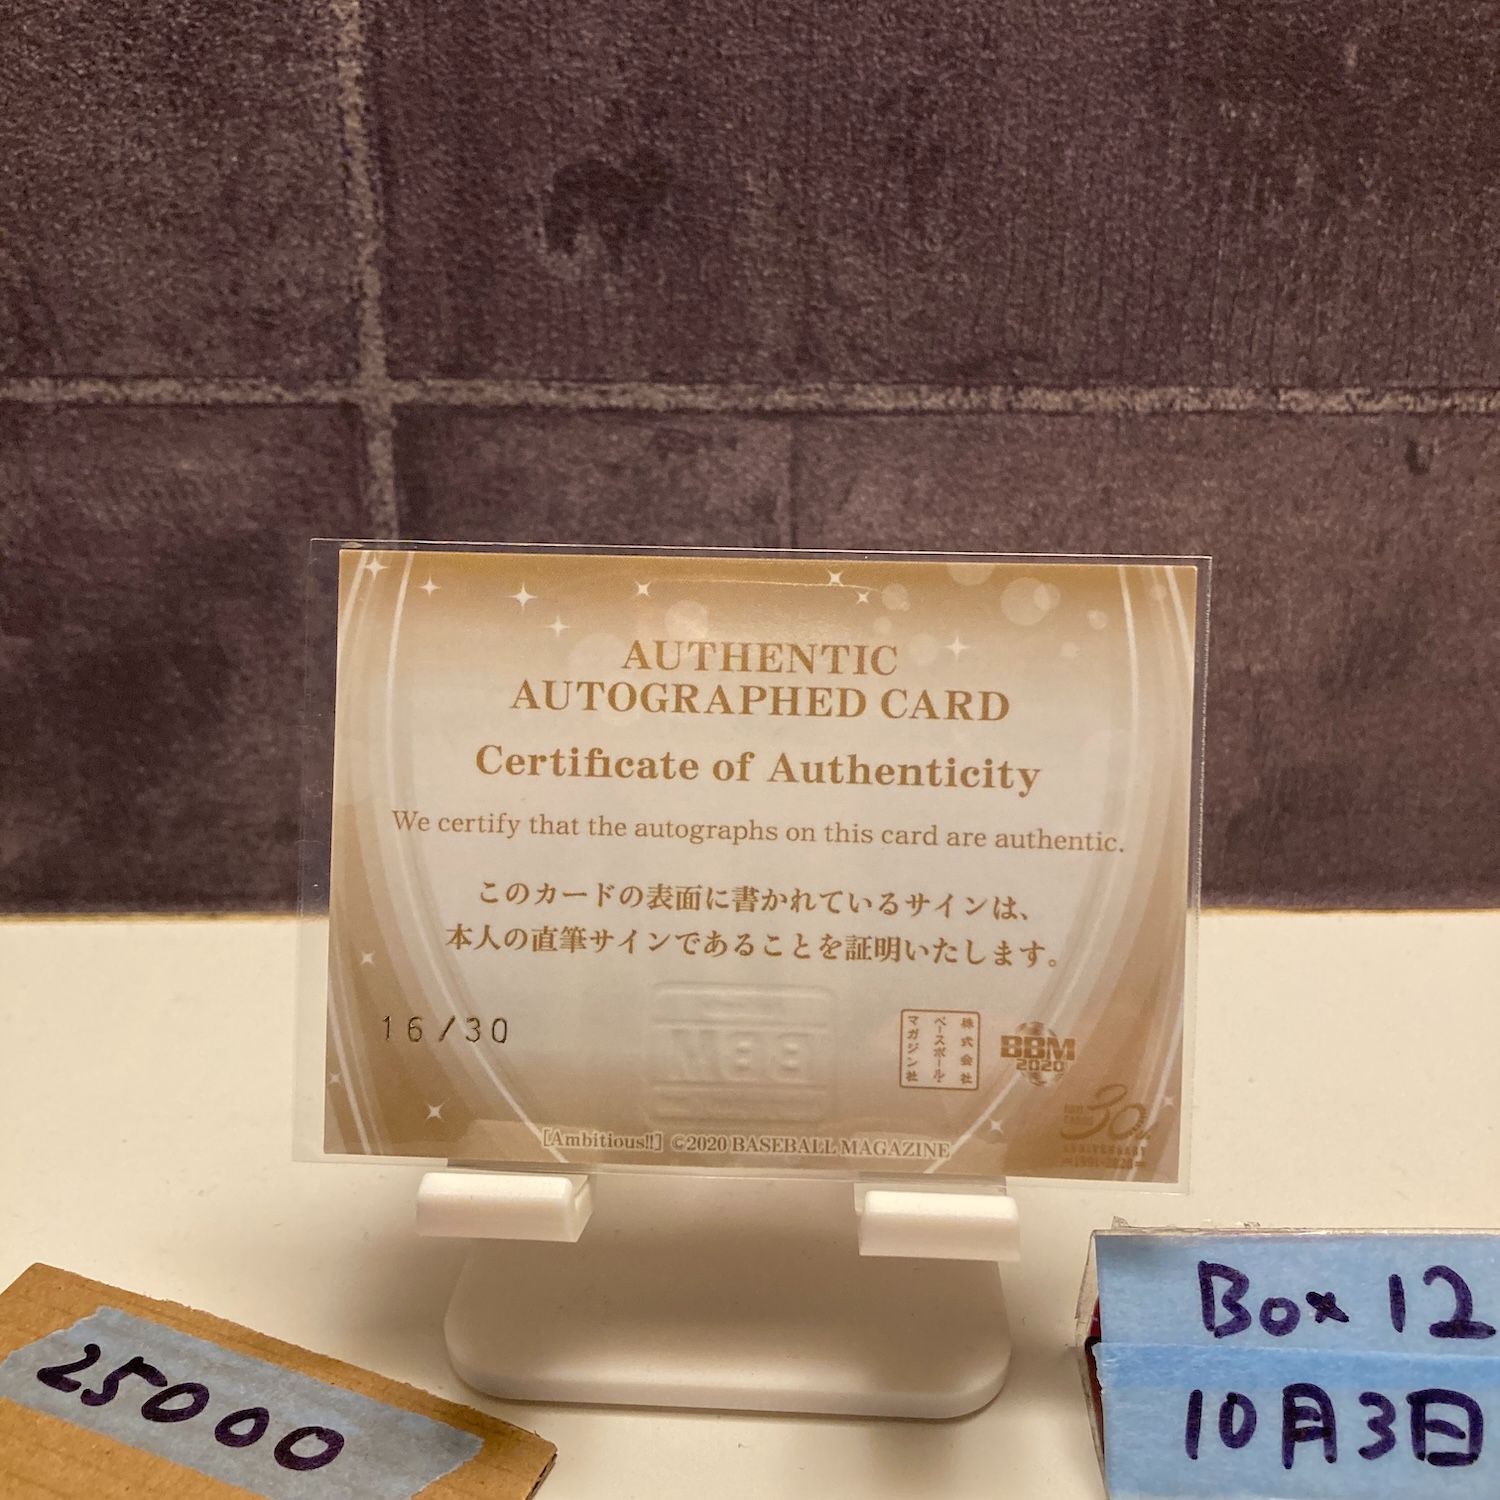 AUTHENTIC
AUTOGRAPHED CARD
Certificate of Authenticity
We certify that the autographs on this card are authentic.
このカードの表面に書かれているサインは、
本人の直筆サインであることを証明いたします。
16/30
株式会社
ベースボール・
マガジン社
BBM
2020
30
[Ambitious!!] ©2020 BASEBALL MAGAZINE
25000
Box 12
10月3日